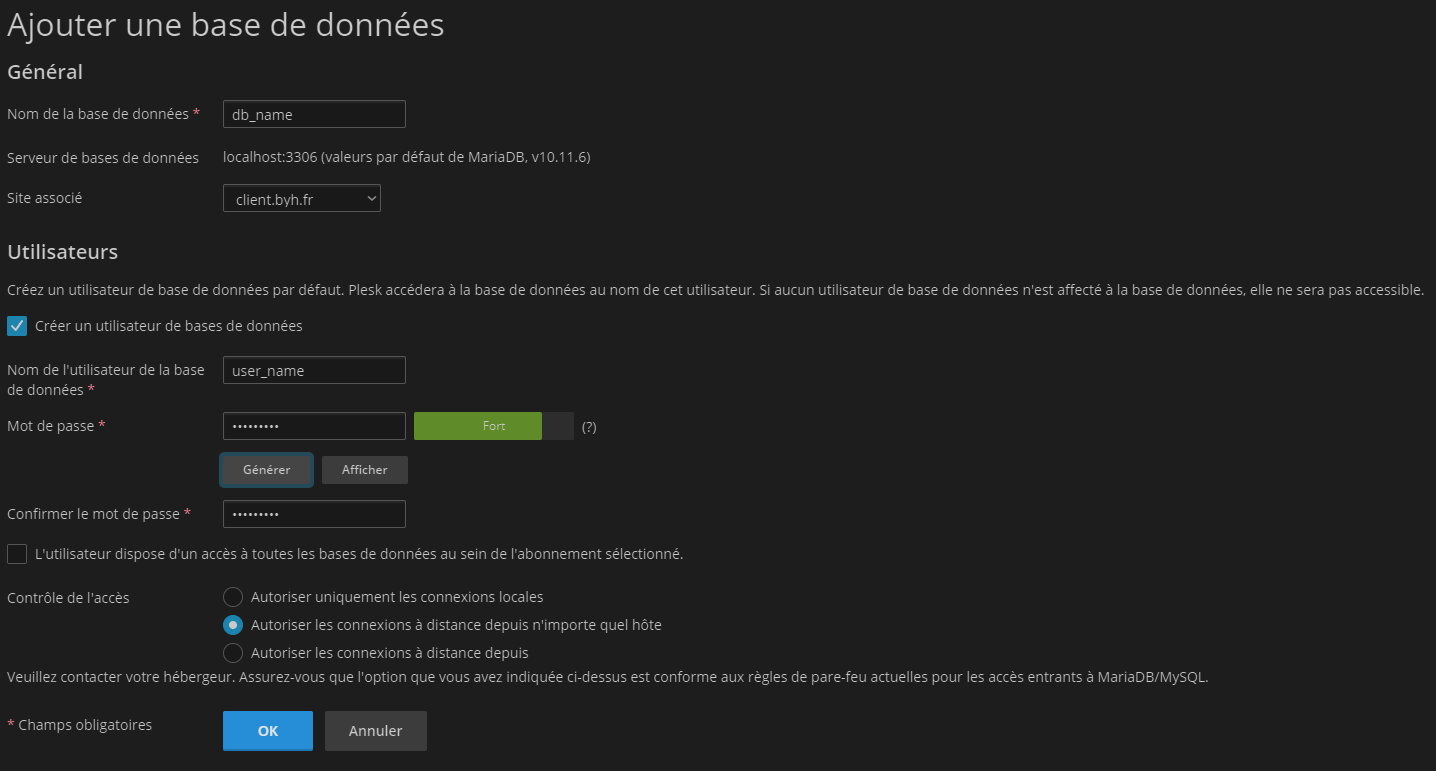 Ajouter une base de données
Général
Nom de la base de données *
db_name
Serveur de bases de données
localhost:3306 (valeurs par défaut de MariaDB, v10.11.6)
Site associé
client.byh.fr
Utilisateurs
Créez un utilisateur de base de données par défaut. Plesk accédera à la base de données au nom de cet utilisateur. Si aucun utilisateur de base de données n'est affecté à la base de données, elle ne sera pas accessible.
Créer un utilisateur de bases de données
Nom de l'utilisateur de la base
de données *
user_name
Mot de passe *
•••••••••
Fort
(?)
Générer
Afficher
Confirmer le mot de passe *
•••••••••
L'utilisateur dispose d'un accès à toutes les bases de données au sein de l'abonnement sélectionné.
Contrôle de l'accès
Autoriser uniquement les connexions locales
Autoriser les connexions à distance depuis n'importe quel hôte
Autoriser les connexions à distance depuis
Veuillez contacter votre hébergeur. Assurez-vous que l'option que vous avez indiquée ci-dessus est conforme aux règles de pare-feu actuelles pour les accès entrants à MariaDB/MySQL.
* Champs obligatoires
OK
Annuler